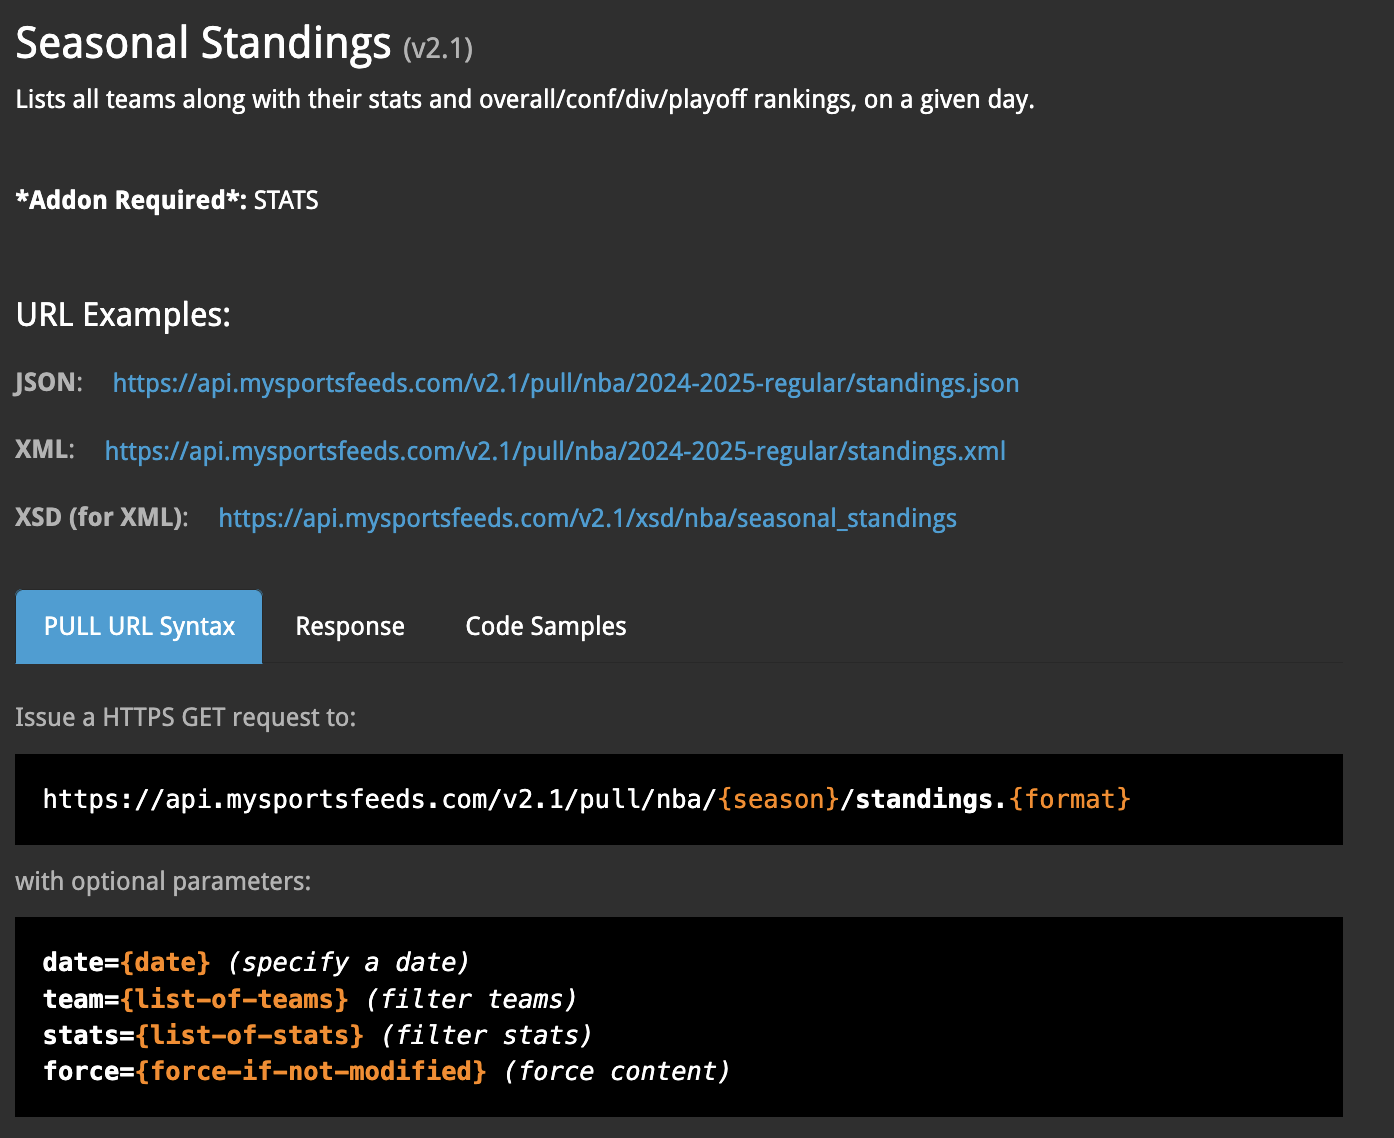 Seasonal Standings (v2.1)
Lists all teams along with their stats and overall/conf/div/playoff rankings, on a given day.
*Addon Required*: STATS
URL Examples:
JSON: https://api.mysportsfeeds.com/v2.1/pull/nba/2024-2025-regular/standings.json
XML: https://api.mysportsfeeds.com/v2.1/pull/nba/2024-2025-regular/standings.xml
XSD (for XML): https://api.mysportsfeeds.com/v2.1/xsd/nba/seasonal_standings
PULL URL Syntax Response Code Samples
Issue a HTTPS GET request to:
https://api.mysportsfeeds.com/v2.1/pull/nba/{season}/standings.{format}
with optional parameters:
date={date} (specify a date)
team={list-of-teams} (filter teams)
stats={list-of-stats} (filter stats)
force={force-if-not-modified} (force content)